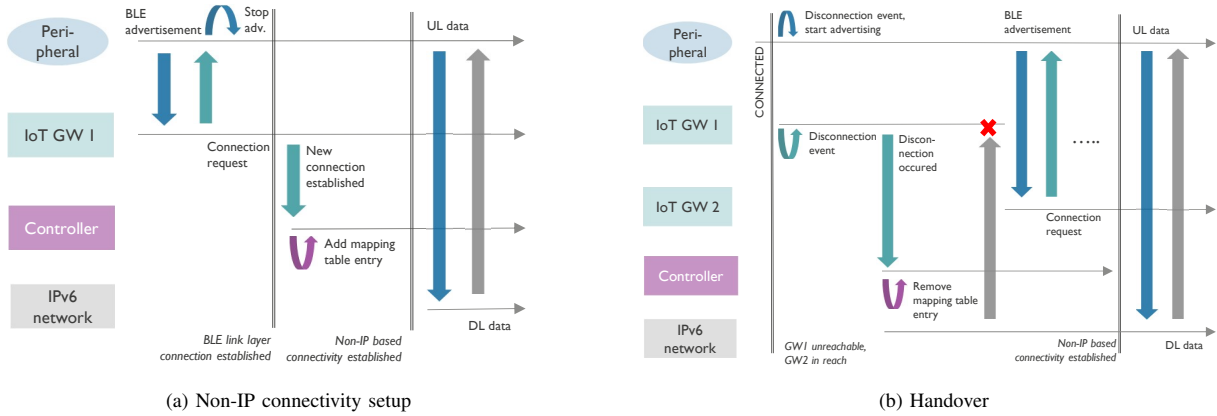 BLE
advertisement
Stop
adv.
UL data
Peri-
pheral
IoT GW 1
Connection
request
New
connection
established
Controller
Add mapping
table entry
IPv6
network
DL data
BLE link layer
connection established
Non-IP based
connectivity established
(a) Non-IP connectivity setup
Disconnection event,
start advertising
BLE
advertisement
UL data
Peri-
pheral
CONNECTED
IoT GW 1
Disconnection
event
Discon-
nection
occured
.....
IoT GW 2
Connection
request
Controller
Remove
mapping table
entry
IPv6
network
DL data
GW1 unreachable,
GW2 in reach
Non-IP based
connectivity established
(b) Handover